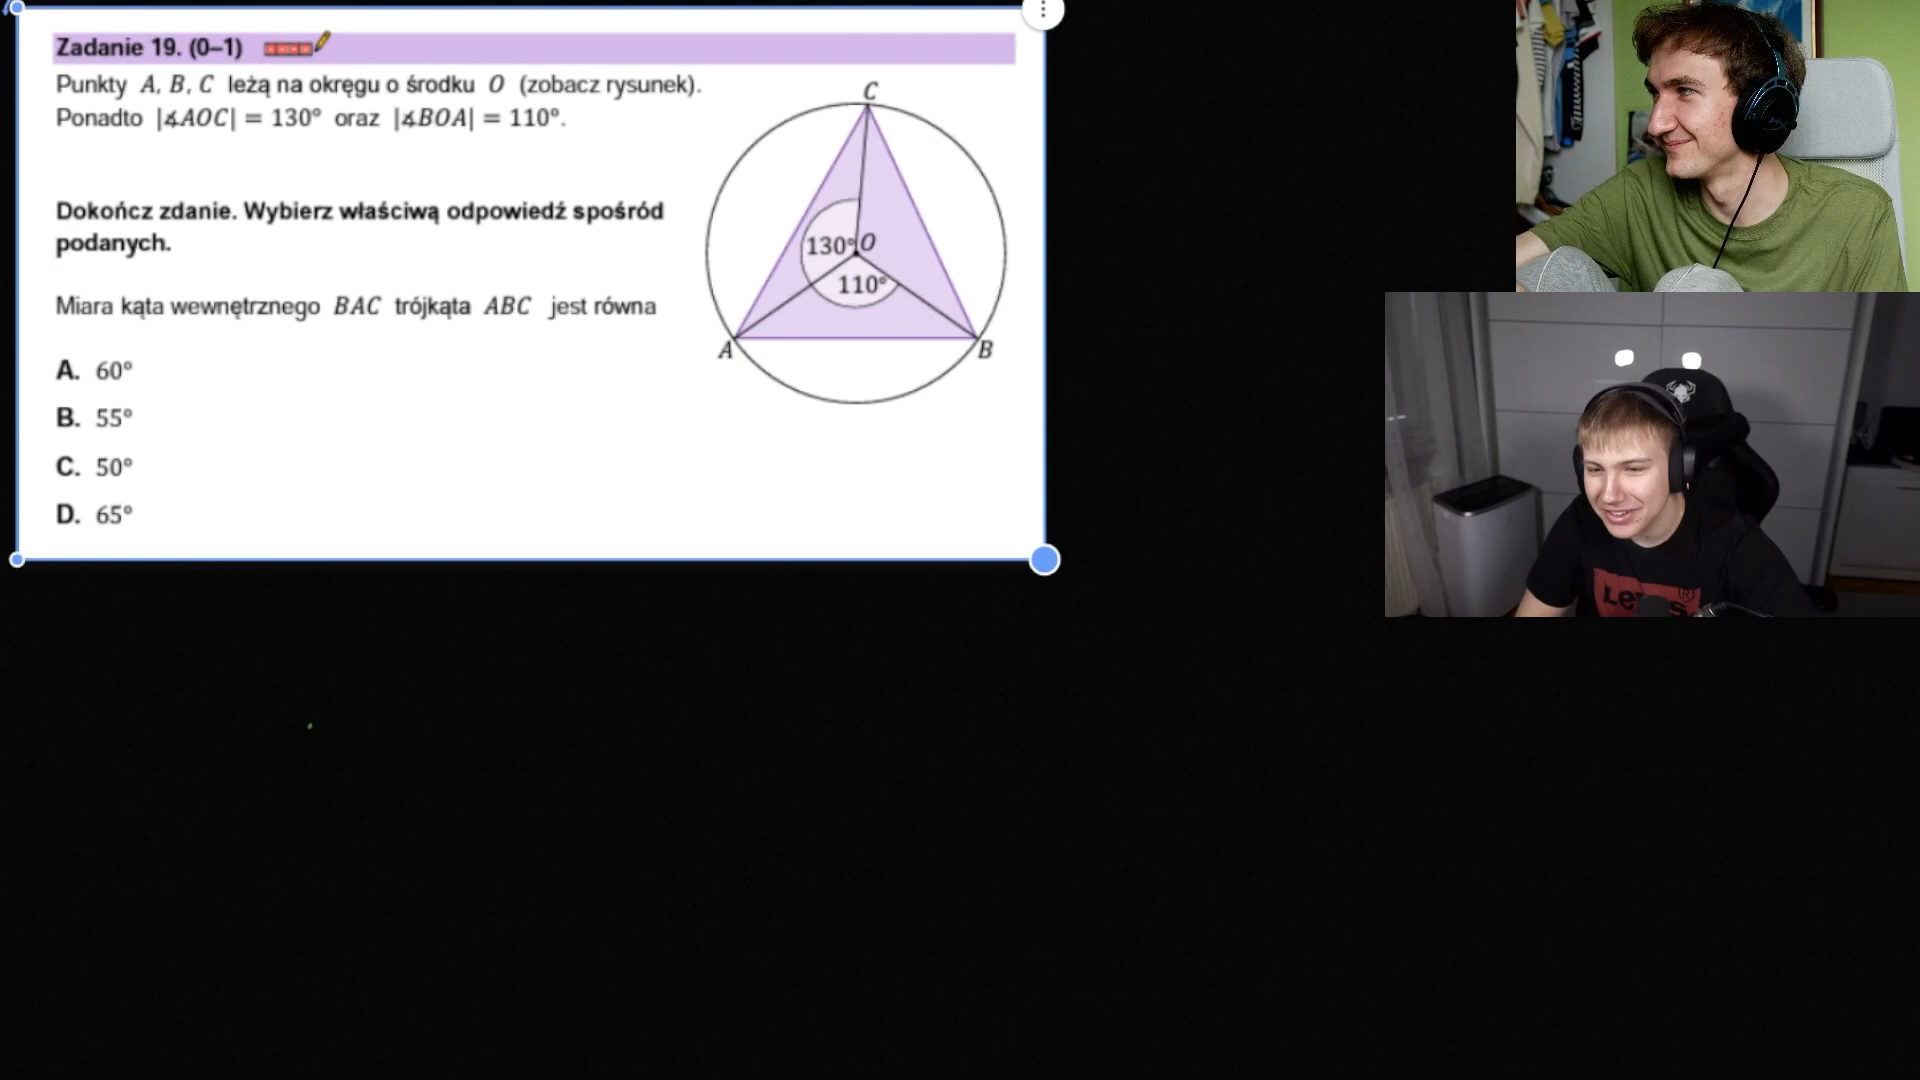 Zadanie 19. (0–1)
Punkty A, B, C leżą na okręgu o środku O (zobacz rysunek).
Ponadto |∡AOC| = 130° oraz |∡BOA| = 110°.
Dokończ zdanie. Wybierz właściwą odpowiedź spośród
podanych.
Miara kąta wewnętrznego BAC trójkąta ABC jest równa
A. 60°
B. 55°
C. 50°
D. 65°
C
130° O
110°
A
B
Levi's®